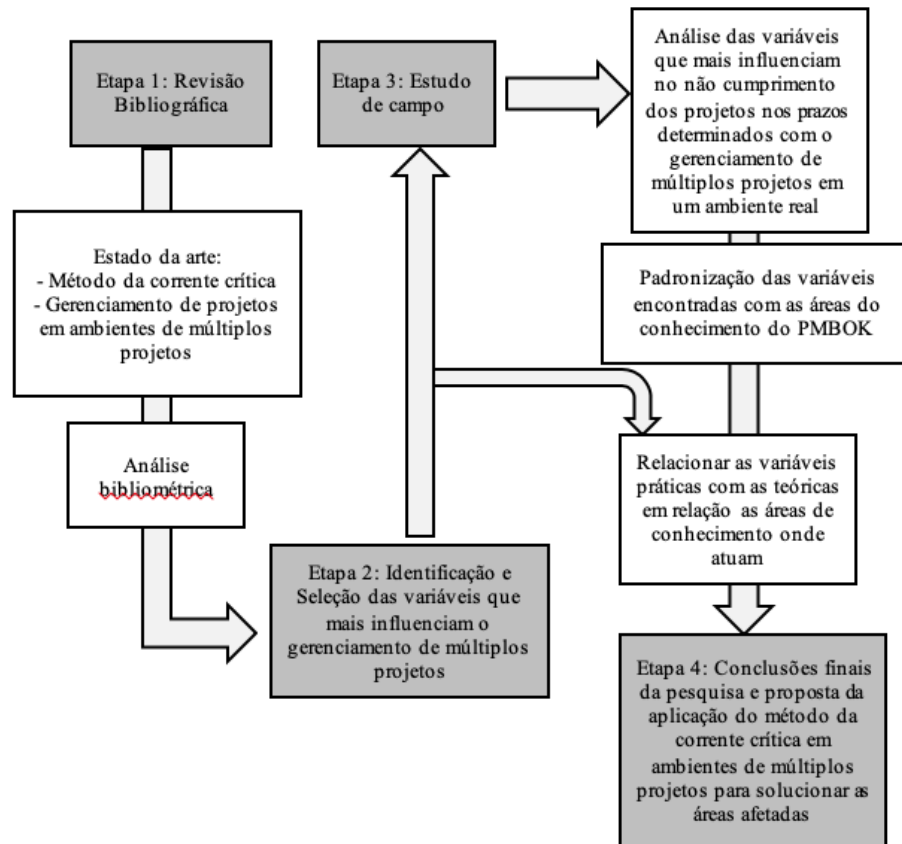 Etapa 1: Revisão
Bibliográfica
Estado da arte:
- Método da corrente crítica
- Gerenciamento de projetos
em ambientes de múltiplos
projetos
Análise
bibliométrica
Etapa 2: Identificação e
Seleção das variáveis que
mais influenciam o
gerenciamento de múltiplos
projetos
Etapa 3: Estudo
de campo
Análise das variáveis
que mais influenciam
no não cumprimento
dos projetos nos prazos
determinados com o
gerenciamento de
múltiplos projetos em
um ambiente real
Padronização das variáveis
encontradas com as áreas do
conhecimento do PMBOK
Relacionar as variáveis
práticas com as teóricas
em relação as áreas de
conhecimento onde
atuam
Etapa 4: Conclusões finais
da pesquisa e proposta da
aplicação do método da
corrente crítica em
ambientes de múltiplos
projetos para solucionar as
áreas afetadas